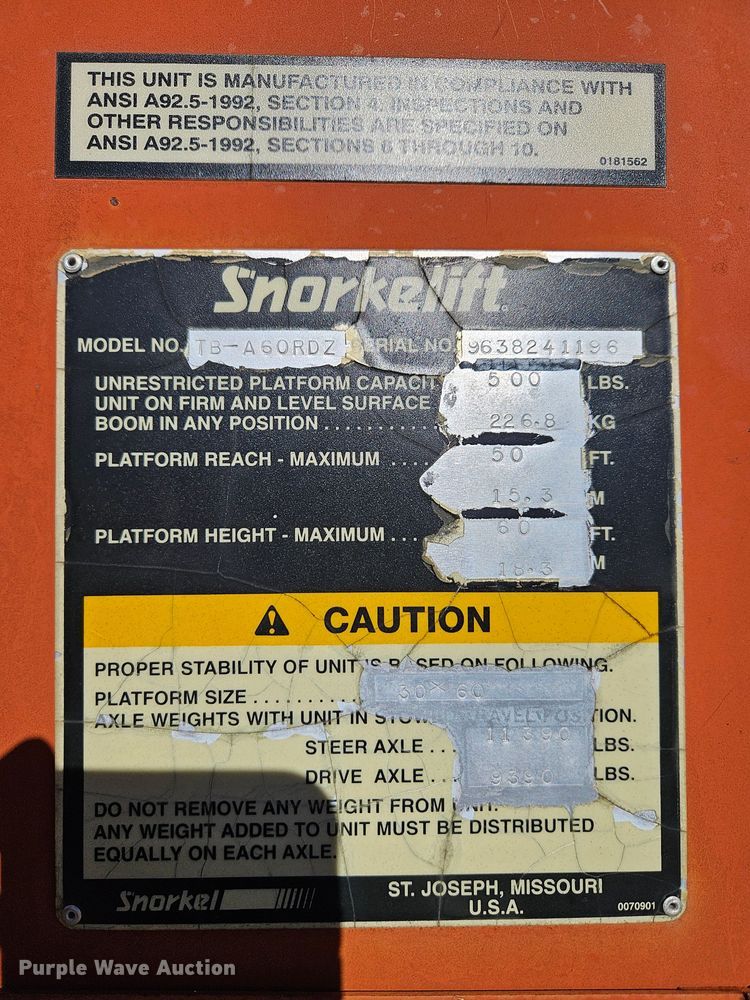 THIS UNIT IS MANUFACTURED IN COMPLIANCE WITH
ANSI A92.5-1992, SECTION 4. INSPECTIONS AND
OTHER RESPONSIBILITIES ARE SPECIFIED ON
ANSI A92.5-1992, SECTIONS 6 THROUGH 10.
0181562
Snorkelift
MODEL NO. TB-A60RDZ SERIAL NO. 9638241196
UNRESTRICTED PLATFORM CAPACIT 500 LBS.
UNIT ON FIRM AND LEVEL SURFACE
BOOM IN ANY POSITION .......... 226.8 KG
PLATFORM REACH - MAXIMUM .... 50 FT.
15.3 M
PLATFORM HEIGHT - MAXIMUM ... 60 FT.
18.3 M
CAUTION
PROPER STABILITY OF UNIT IS BASED ON FOLLOWING.
PLATFORM SIZE .......... 30 × 60
AXLE WEIGHTS WITH UNIT IN STOWED TRAVEL POSITION.
STEER AXLE ... 11390 LBS.
DRIVE AXLE ... 9390 LBS.
DO NOT REMOVE ANY WEIGHT FROM UNIT.
ANY WEIGHT ADDED TO UNIT MUST BE DISTRIBUTED
EQUALLY ON EACH AXLE.
Snorkel
ST. JOSEPH, MISSOURI
U.S.A.
0070901
Purple Wave Auction